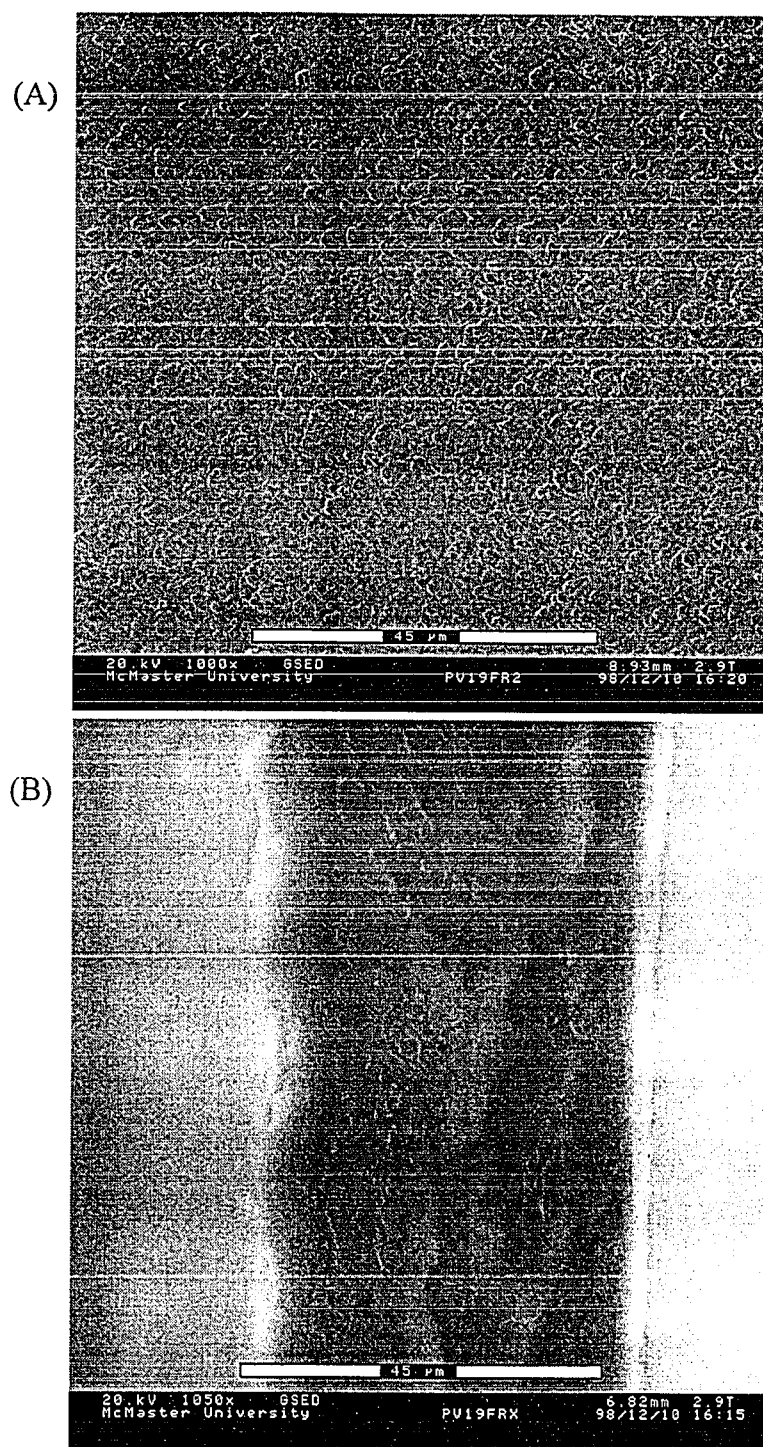 (A)
45 µm
20.kV 1000x GSED 8.93mm 2.9T
McMaster University PV19FR2 98/12/10 16:20
(B)
45 µm
20.kV 1050x GSED 6.82mm 2.9T
McMaster University PV19FRX 98/12/10 16:15